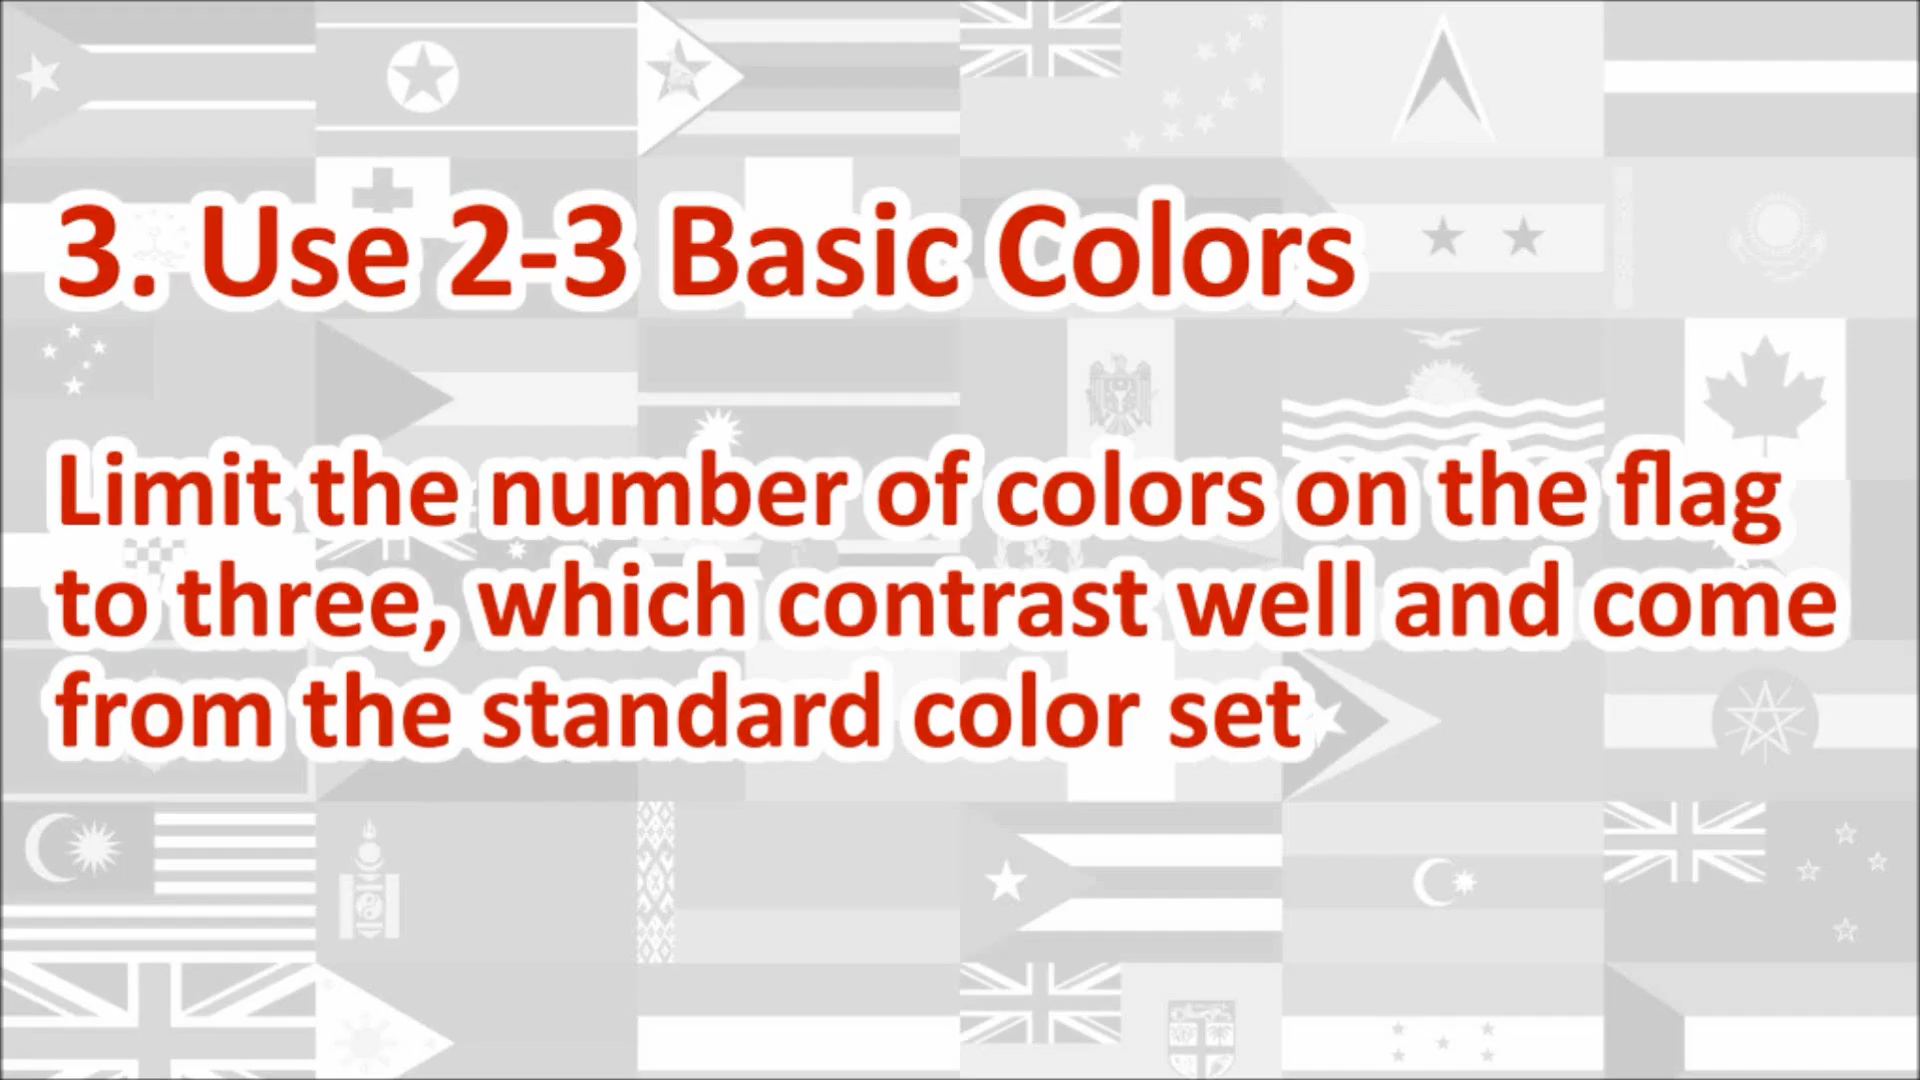 3. Use 2-3 Basic Colors
Limit the number of colors on the flag
to three, which contrast well and come
from the standard color set